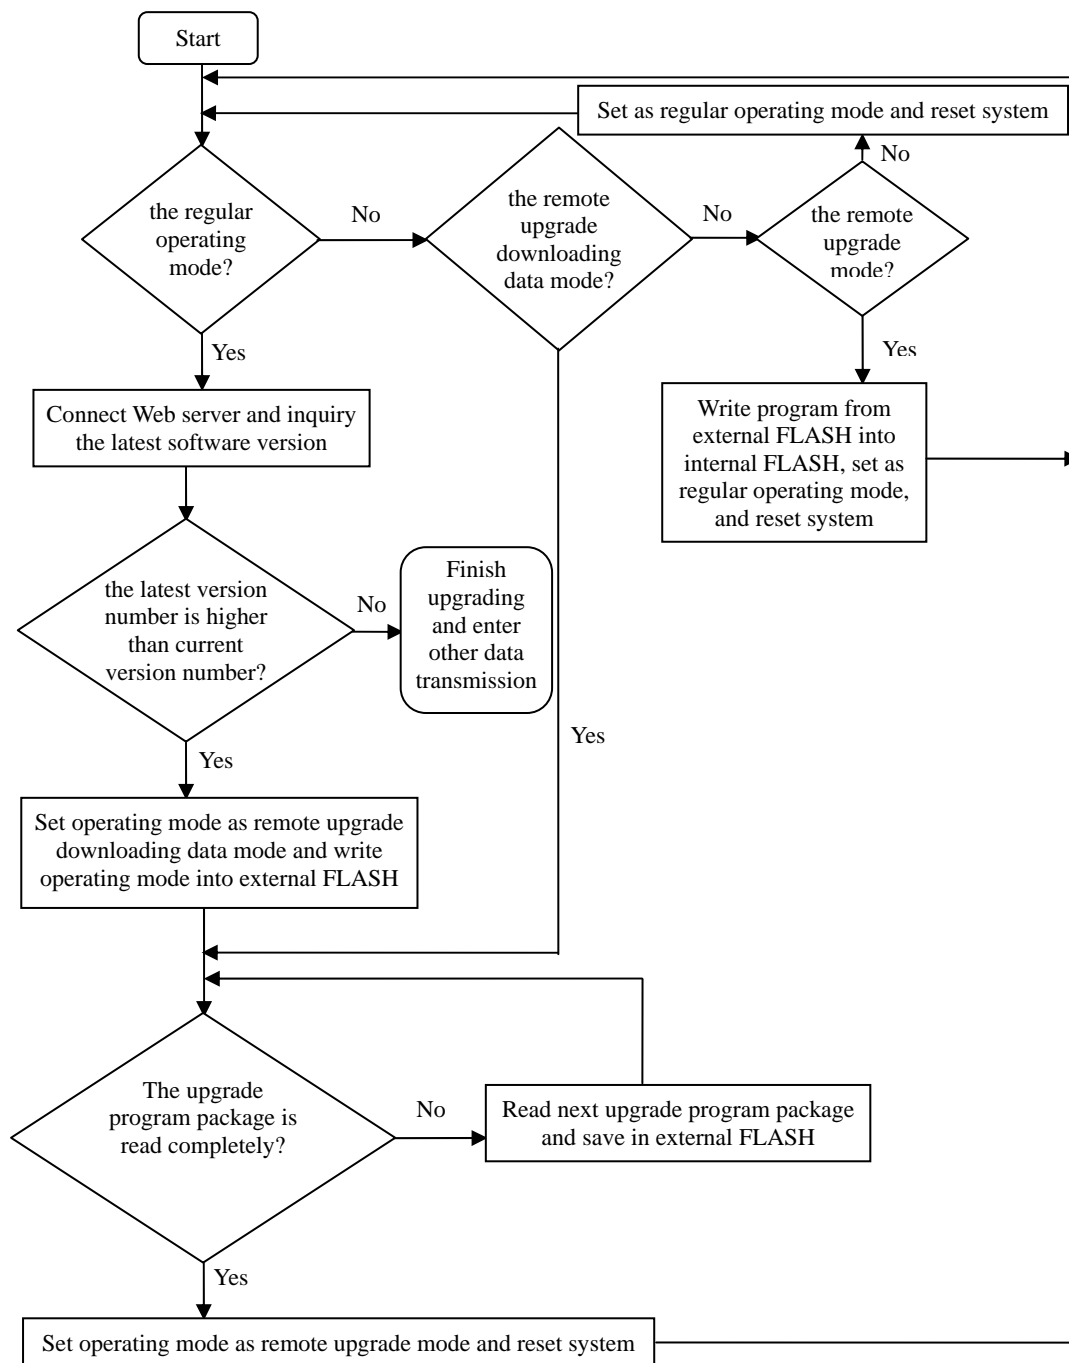 Start
Set as regular operating mode and reset system
No
the regular
operating
mode?
No
the remote
upgrade
downloading
data mode?
No
the remote
upgrade
mode?
Yes
Yes
Connect Web server and inquiry
the latest software version
Write program from
external FLASH into
internal FLASH, set as
regular operating mode,
and reset system
the latest version
number is higher
than current
version number?
No
Finish
upgrading
and enter
other data
transmission
Yes
Yes
Set operating mode as remote upgrade
downloading data mode and write
operating mode into external FLASH
The upgrade
program package is
read completely?
No
Read next upgrade program package
and save in external FLASH
Yes
Set operating mode as remote upgrade mode and reset system